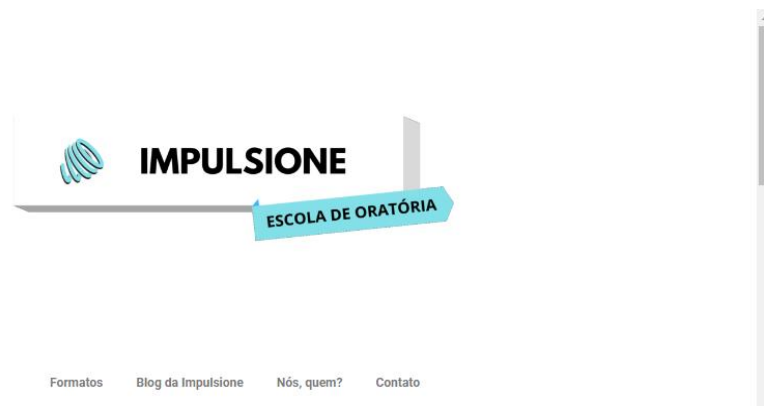 IMPULSIONE
ESCOLA DE ORATÓRIA
Formatos Blog da Impulsione Nós, quem? Contato